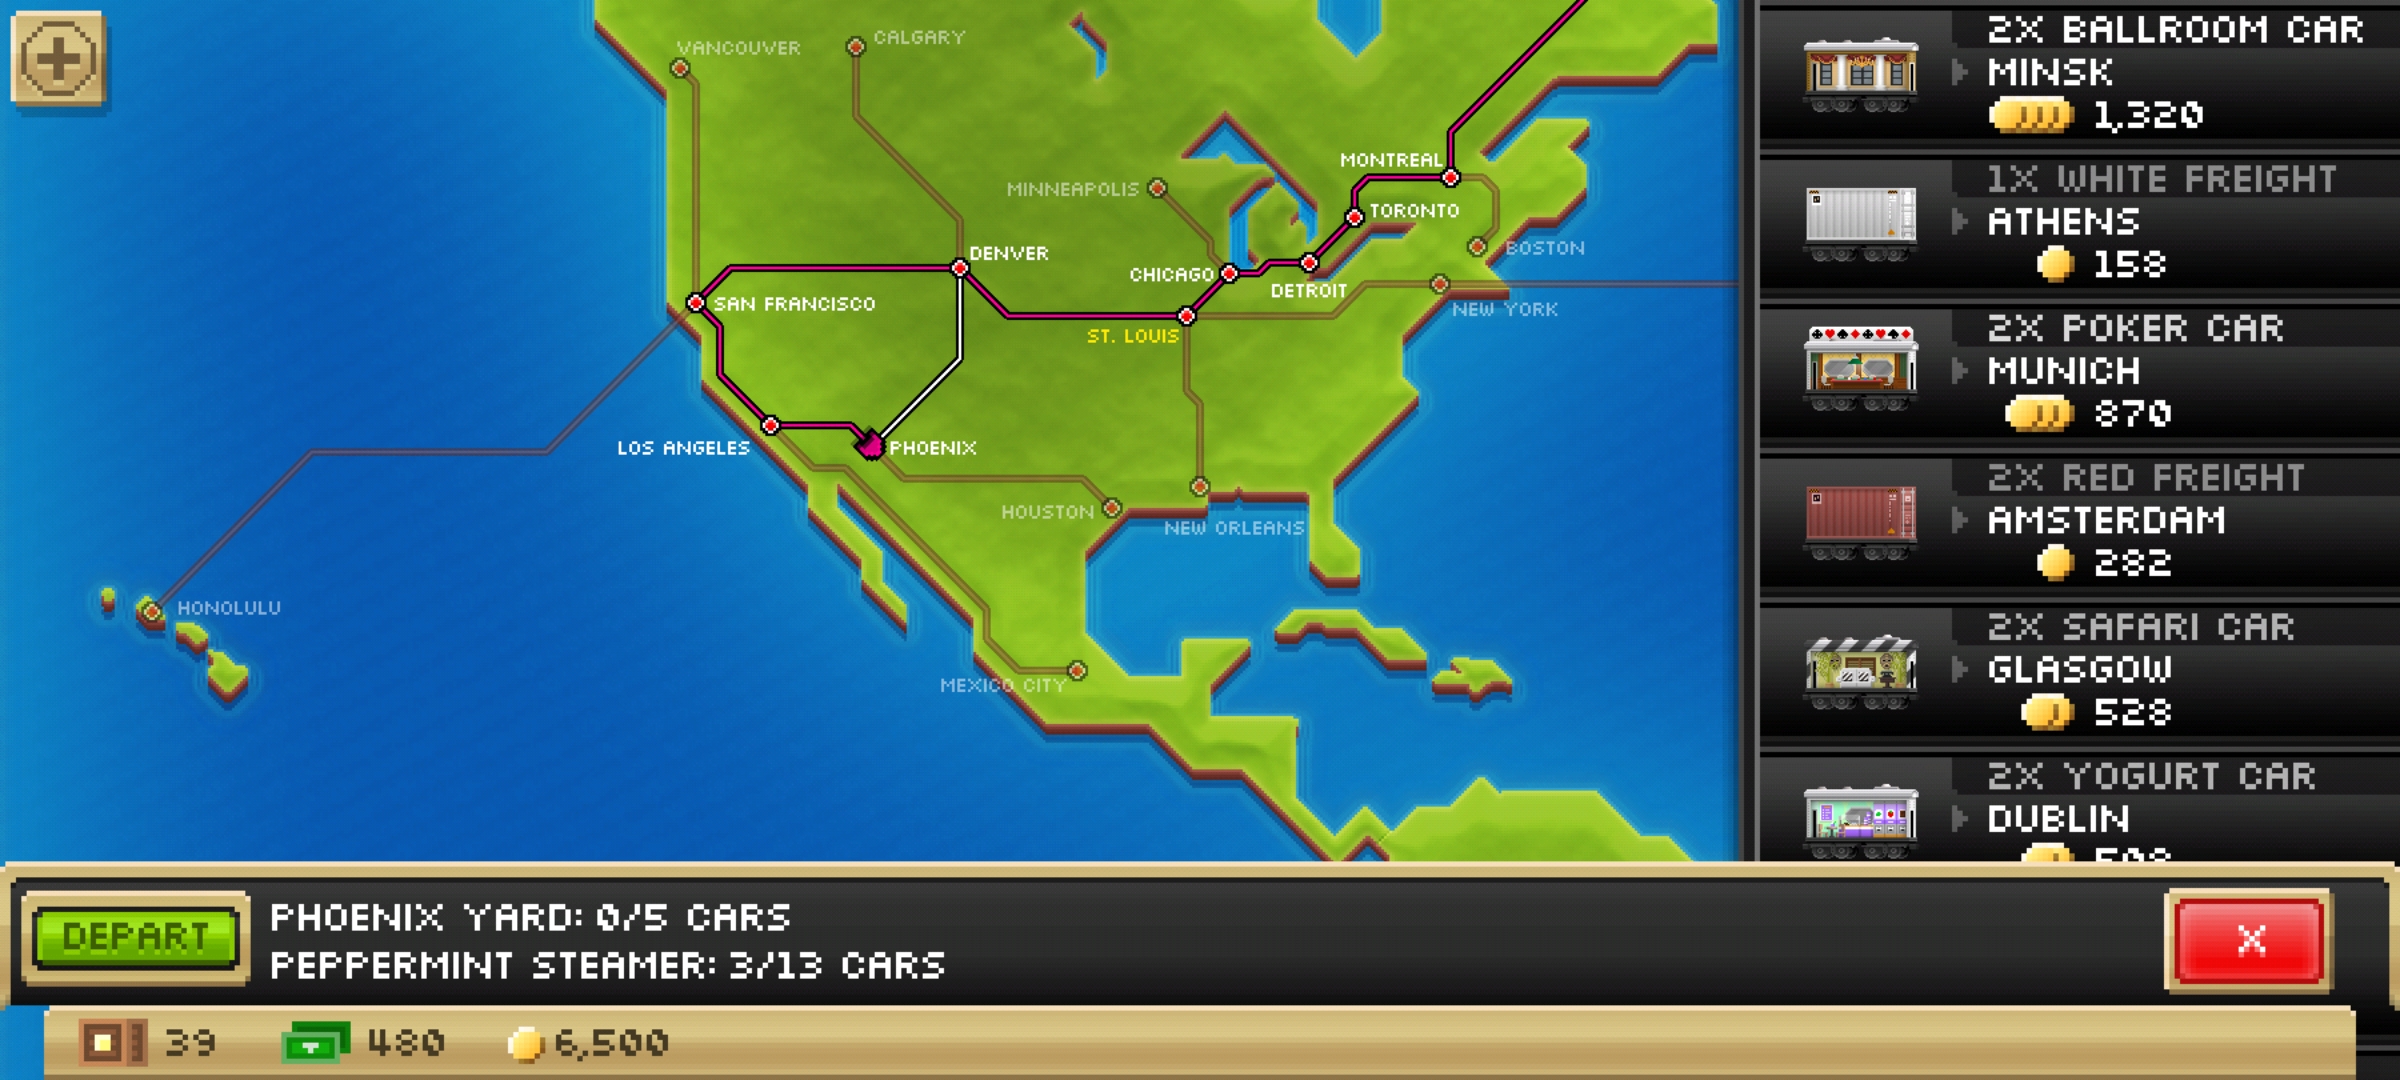 VANCOUVER
CALGARY
MINNEAPOLIS
MONTREAL
TORONTO
BOSTON
DENVER
CHICAGO
DETROIT
NEW YORK
SAN FRANCISCO
ST. LOUIS
LOS ANGELES
PHOENIX
HOUSTON
NEW ORLEANS
HONOLULU
MEXICO CITY
2X BALLROOM CAR
MINSK
1,320
1X WHITE FREIGHT
ATHENS
158
2X POKER CAR
MUNICH
870
2X RED FREIGHT
AMSTERDAM
282
2X SAFARI CAR
GLASGOW
528
2X YOGURT CAR
DUBLIN
DEPART
PHOENIX YARD: 0/5 CARS
PEPPERMINT STEAMER: 3/13 CARS
X
39
480
6,500